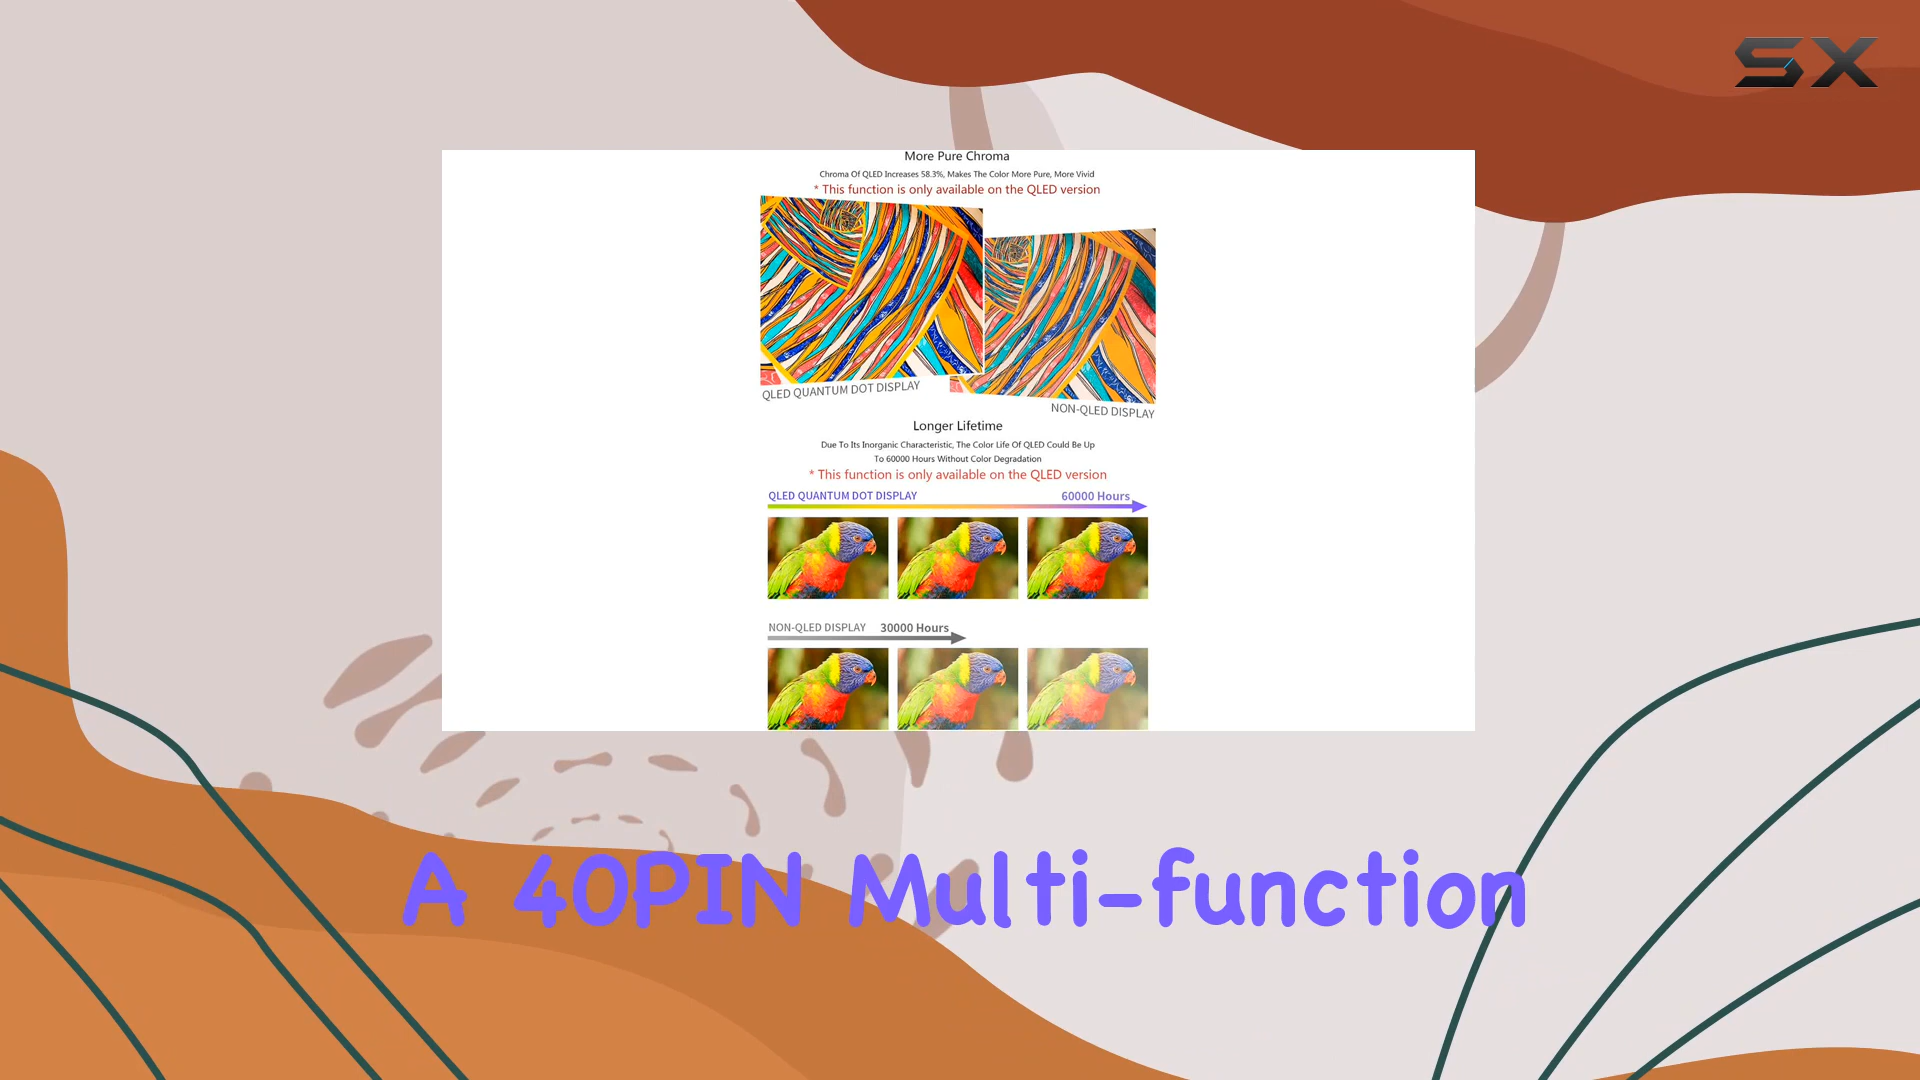 SX
More Pure Chroma
Chroma Of QLED Increases 58.3%, Makes The Color More Pure, More Vivid
* This function is only available on the QLED version
QLED QUANTUM DOT DISPLAY
NON-QLED DISPLAY
Longer Lifetime
Due To Its Inorganic Characteristic, The Color Life Of QLED Could Be Up
To 60000 Hours Without Color Degradation
* This function is only available on the QLED version
QLED QUANTUM DOT DISPLAY 60000 Hours
NON-QLED DISPLAY 30000 Hours
A 40PIN Multi-function